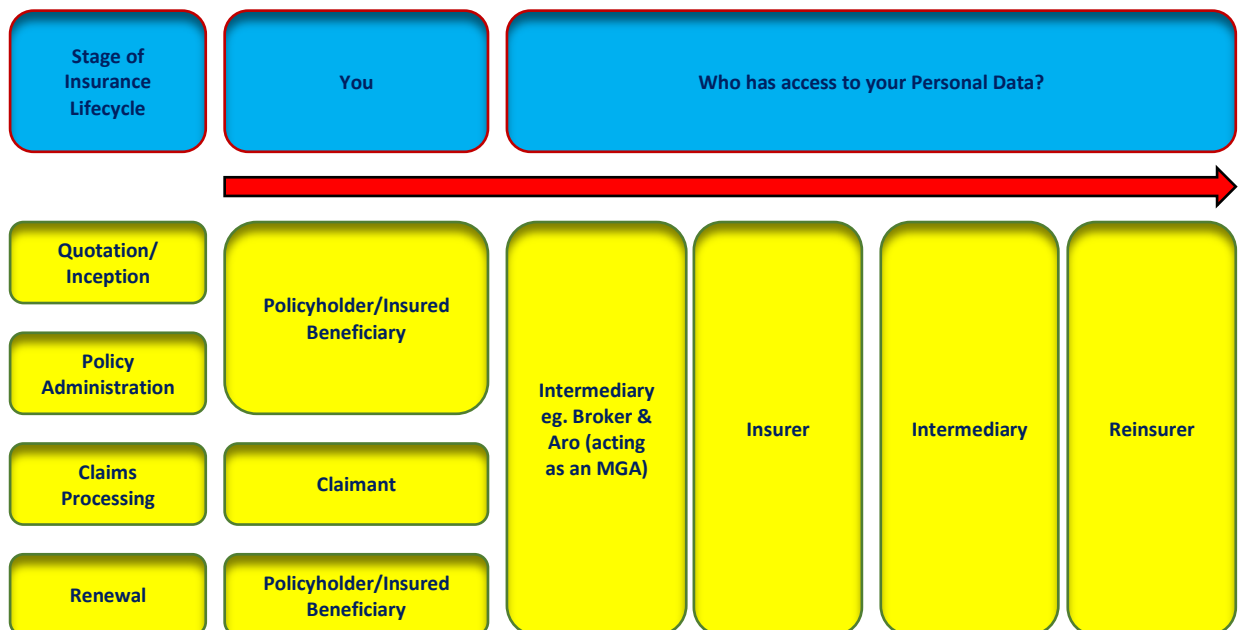 Stage of
Insurance
Lifecycle
You
Who has access to your Personal Data?
Quotation/
Inception
Policyholder/Insured
Beneficiary
Policy
Administration
Intermediary
eg. Broker &
Aro (acting
as an MGA)
Insurer
Intermediary
Reinsurer
Claims
Processing
Claimant
Renewal
Policyholder/Insured
Beneficiary